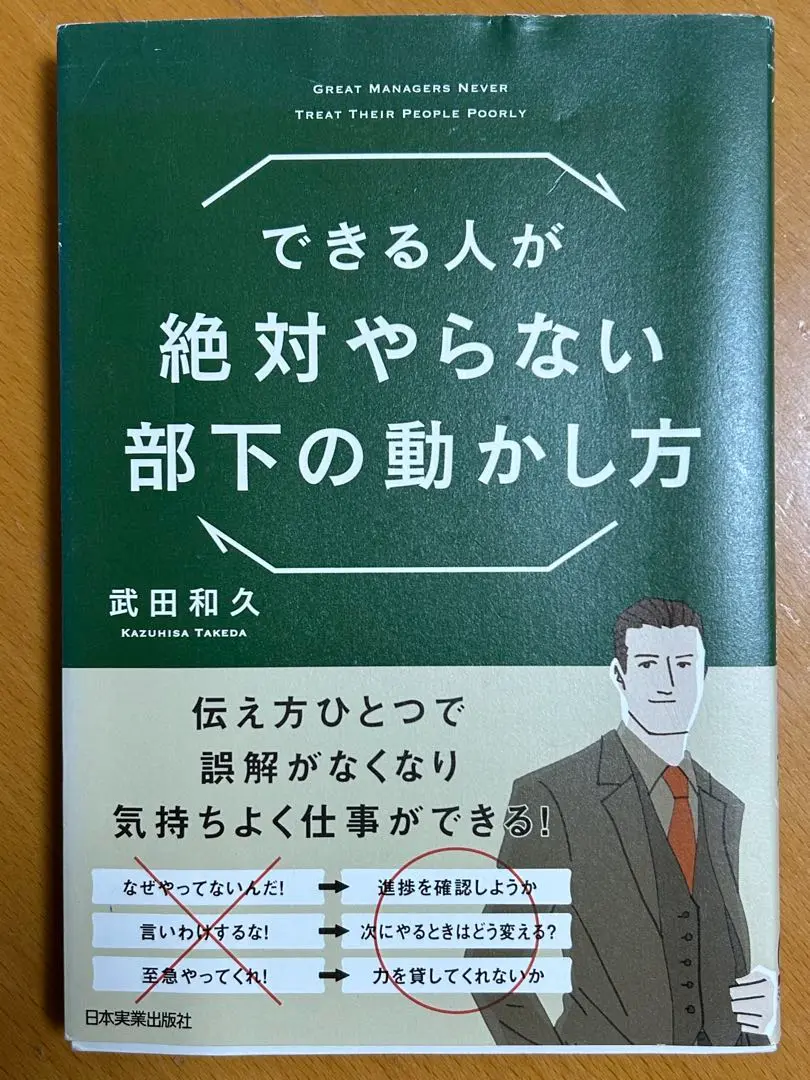 GREAT MANAGERS NEVER
TREAT THEIR PEOPLE POORLY
できる人が
絶対やらない
部下の動かし方
武田和久
KAZUHISA TAKEDA
伝え方ひとつで
誤解がなくなり
気持ちよく仕事ができる!
なぜやってないんだ! → 進捗を確認しようか
言いわけするな! → 次にやるときはどう変える?
至急やってくれ! → 力を貸してくれないか
日本実業出版社